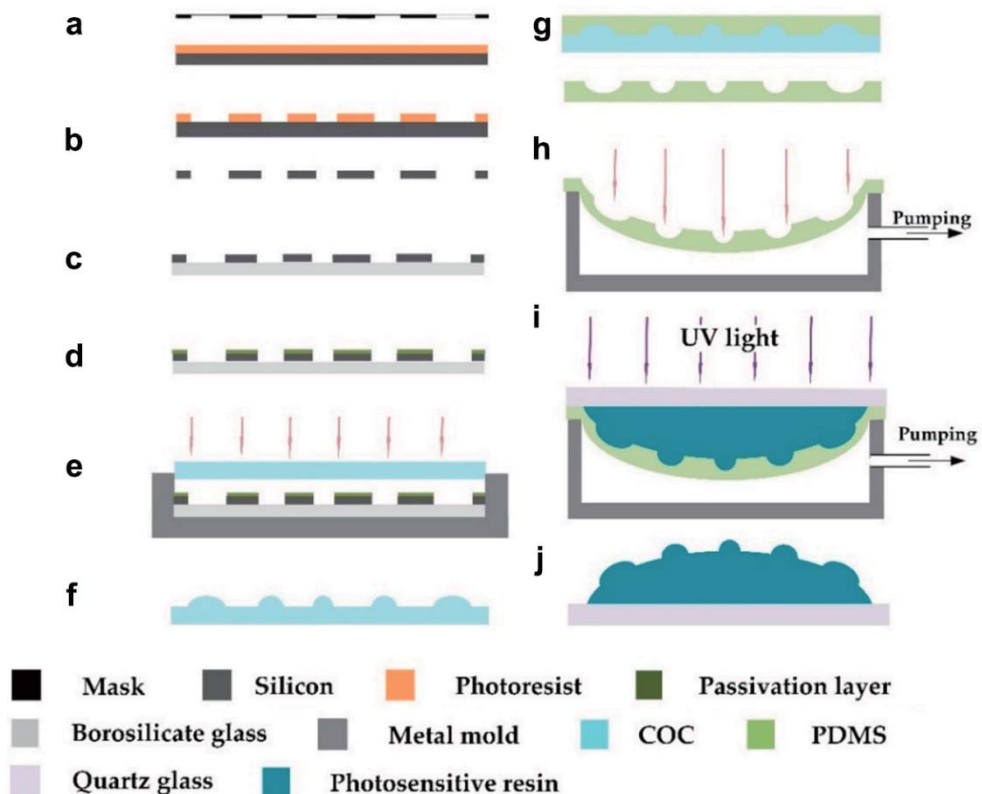 a
b
c
d
e
f
g
h
Pumping
i
UV light
Pumping
j
Mask Silicon Photoresist Passivation layer
Borosilicate glass Metal mold COC PDMS
Quartz glass Photosensitive resin